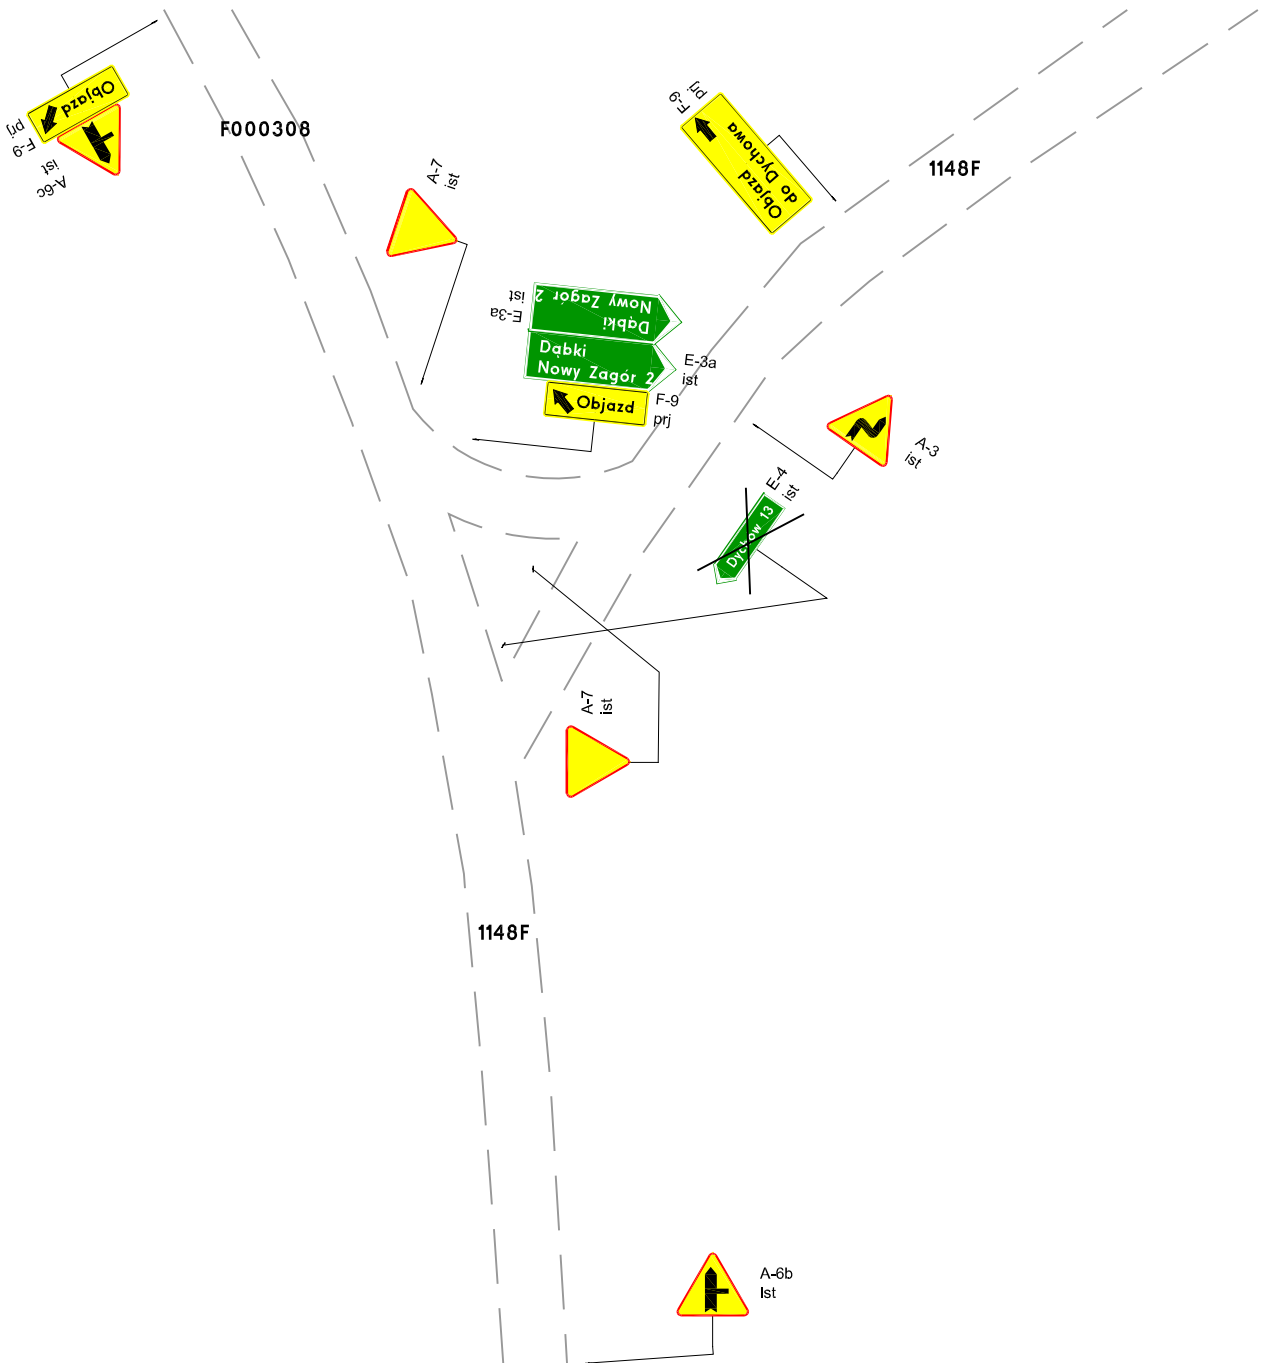 Objazd
F-9
prj
A-6c
ist
F000308
A-7
ist
F-9
prj
Objazd
do Dychowa
1148F
Dąbki
Nowy Zagór 2
E-3a
ist
Dąbki
Nowy Zagór 2
E-3a
ist
Objazd
F-9
prj
A-3
ist
E-4
ist
Dychow 13
A-7
ist
1148F
A-6b
Ist